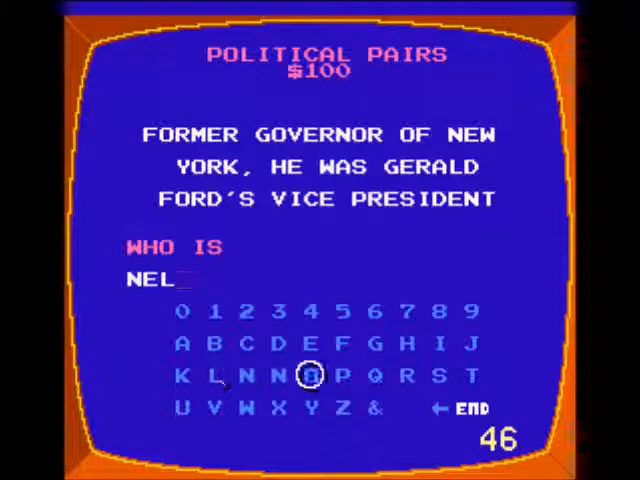 POLITICAL PAIRS
$100
FORMER GOVERNOR OF NEW
YORK, HE WAS GERALD
FORD'S VICE PRESIDENT
WHO IS
NEL_
0 1 2 3 4 5 6 7 8 9
A B C D E F G H I J
K L N N O P Q R S T
U V W X Y Z & ← END
46